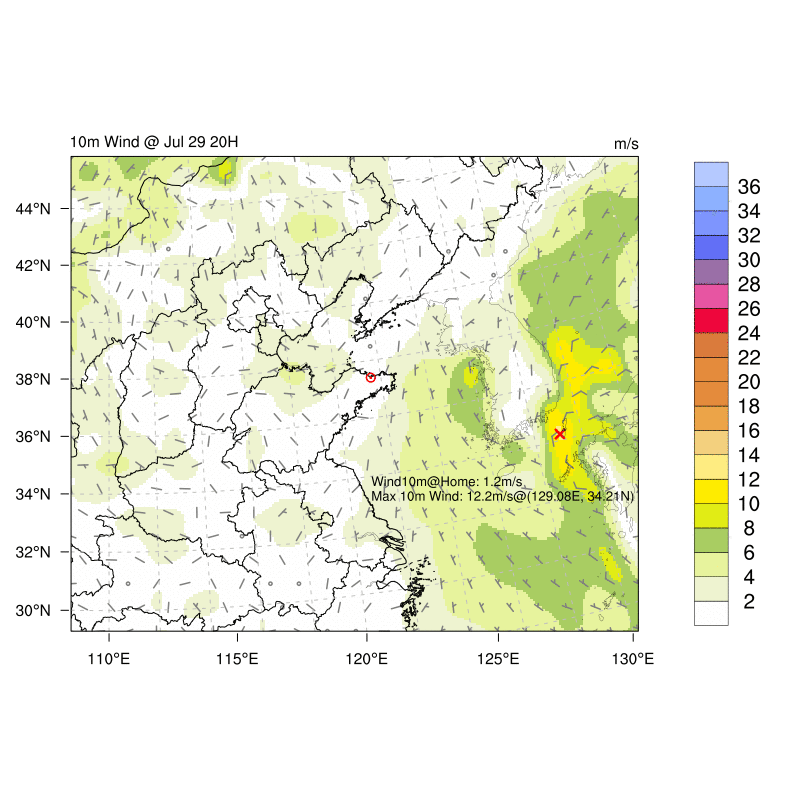 10m Wind @ Jul 29 20H
m/s
44°N
42°N
40°N
38°N
36°N
34°N
32°N
30°N
110°E
115°E
120°E
125°E
130°E
Wind10m@Home: 1.2m/s
Max 10m Wind: 12.2m/s@(129.08E, 34.21N)
36
34
32
30
28
26
24
22
20
18
16
14
12
10
8
6
4
2